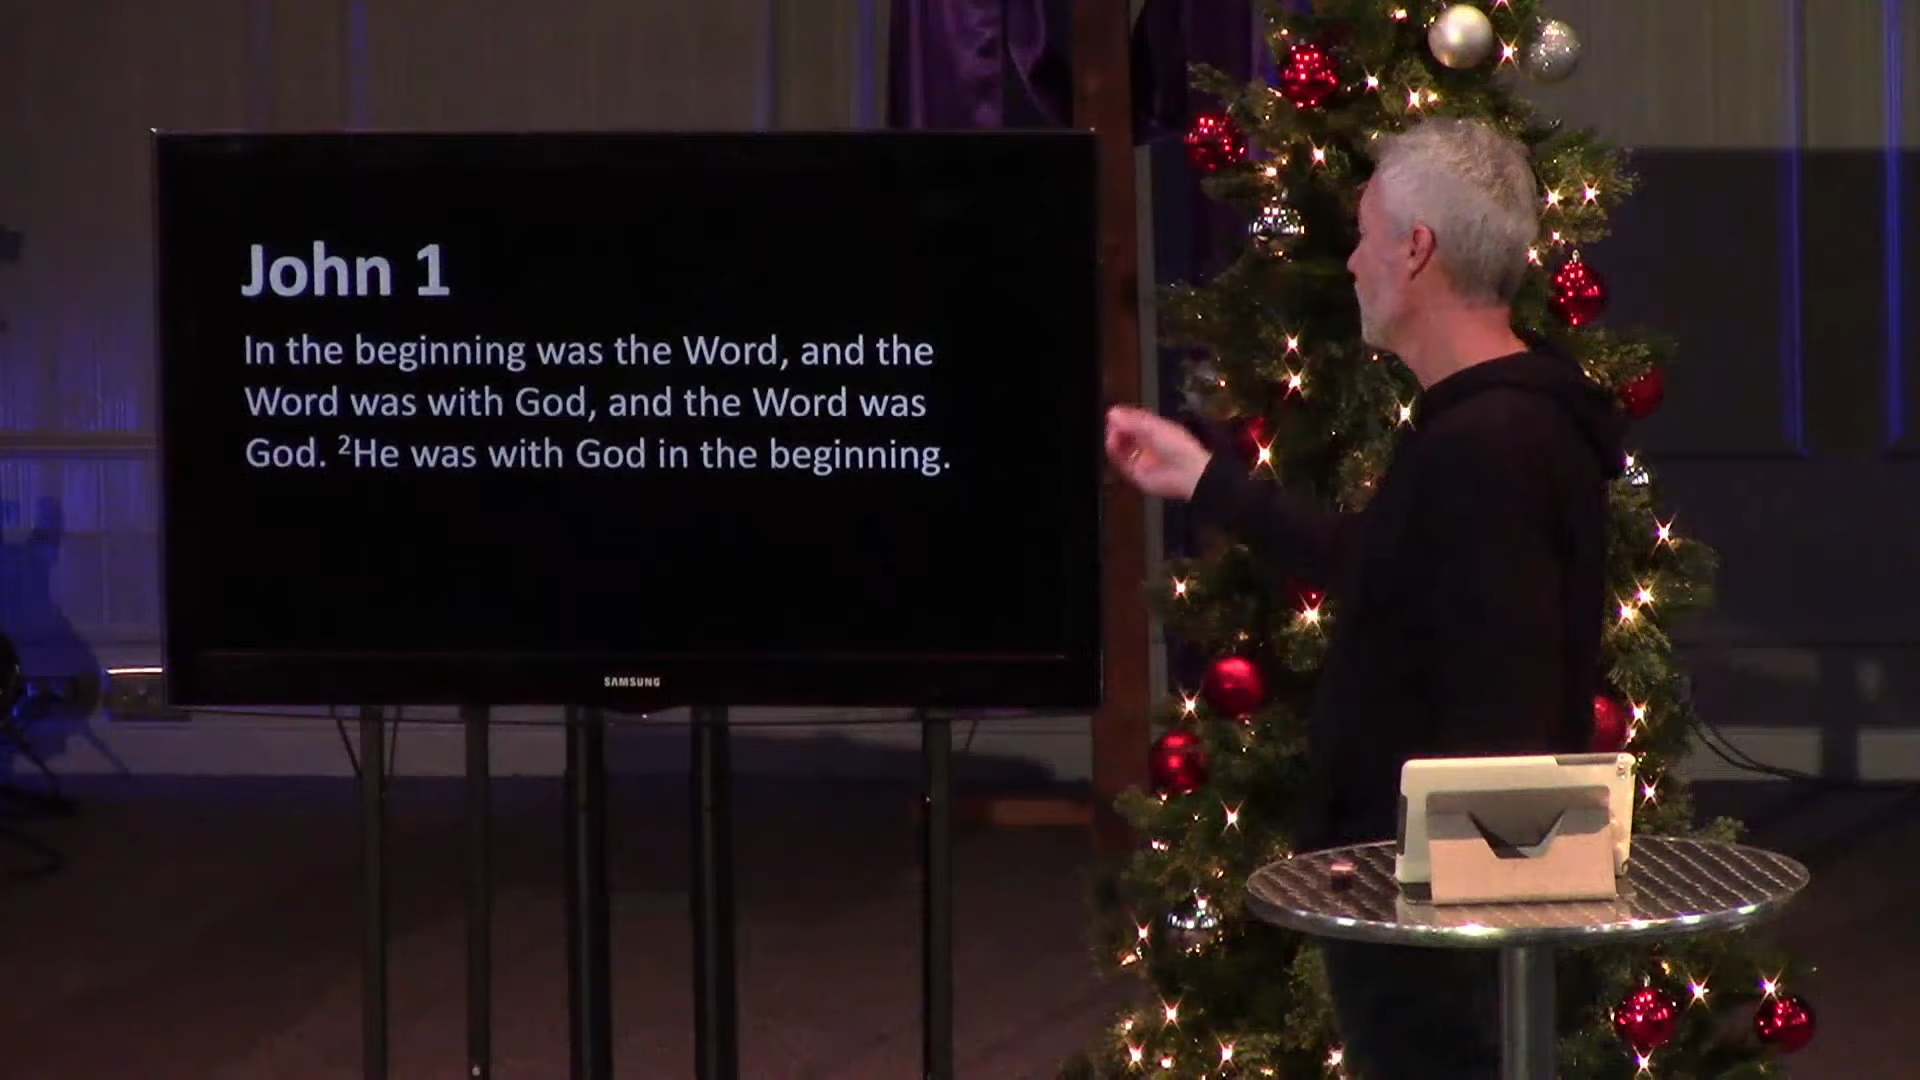 John 1
In the beginning was the Word, and the
Word was with God, and the Word was
God. ²He was with God in the beginning.
SAMSUNG